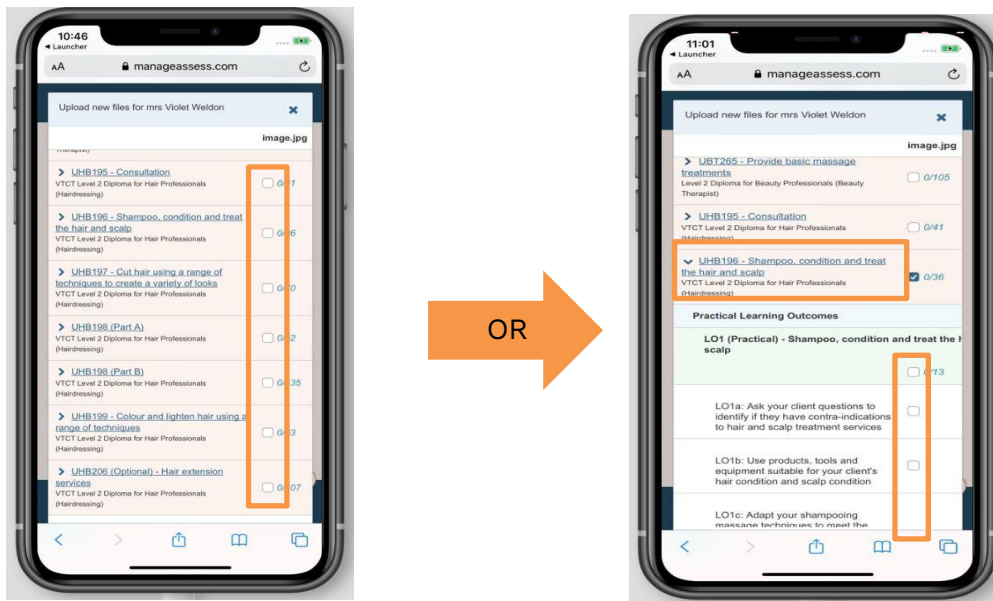 10:46
◄ Launcher
AA manageassess.com
Upload new files for mrs Violet Weldon
image.jpg
Therapist)
UHB195 - Consultation
VTCT Level 2 Diploma for Hair Professionals
(Hairdressing)
UHB196 - Shampoo, condition and treat
the hair and scalp
VTCT Level 2 Diploma for Hair Professionals
(Hairdressing)
UHB197 - Cut hair using a range of
techniques to create a variety of looks
VTCT Level 2 Diploma for Hair Professionals
(Hairdressing)
UHB198 (Part A)
VTCT Level 2 Diploma for Hair Professionals
(Hairdressing)
UHB198 (Part B)
VTCT Level 2 Diploma for Hair Professionals
(Hairdressing)
UHB199 - Colour and lighten hair using a
range of techniques
VTCT Level 2 Diploma for Hair Professionals
(Hairdressing)
UHB206 (Optional) - Hair extension
services
VTCT Level 2 Diploma for Hair Professionals
(Hairdressing)
OR
11:01
◄ Launcher
AA manageassess.com
Upload new files for mrs Violet Weldon
image.jpg
UBT265 - Provide basic massage
treatments
0/105
Level 2 Diploma for Beauty Professionals (Beauty
Therapist)
UHB195 - Consultation
VTCT Level 2 Diploma for Hair Professionals 0/41
(Hairdressing)
UHB196 - Shampoo, condition and treat
the hair and scalp
0/36
VTCT Level 2 Diploma for Hair Professionals
(Hairdressing)
Practical Learning Outcomes
LO1 (Practical) - Shampoo, condition and treat the
scalp
0/13
LO1a: Ask your client questions to
identify if they have contra-indications
to hair and scalp treatment services
LO1b: Use products, tools and
equipment suitable for your client's
hair condition and scalp condition
LO1c: Adapt your shampooing
massage techniques to meet the